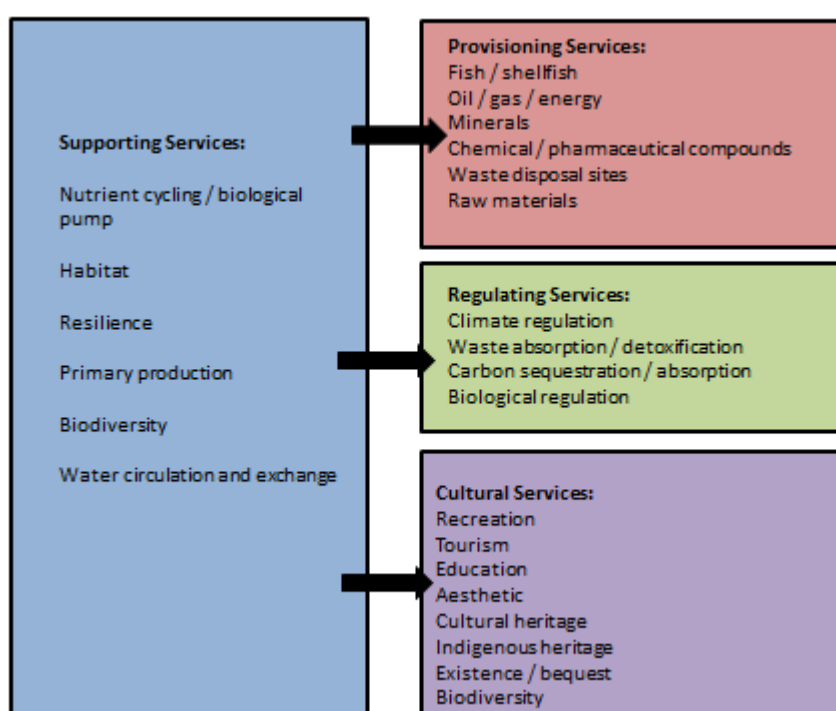 Supporting Services:
Nutrient cycling / biological
pump
Habitat
Resilience
Primary production
Biodiversity
Water circulation and exchange
Provisioning Services:
Fish / shellfish
Oil / gas / energy
Minerals
Chemical / pharmaceutical compounds
Waste disposal sites
Raw materials
Regulating Services:
Climate regulation
Waste absorption / detoxification
Carbon sequestration / absorption
Biological regulation
Cultural Services:
Recreation
Tourism
Education
Aesthetic
Cultural heritage
Indigenous heritage
Existence / bequest
Biodiversity